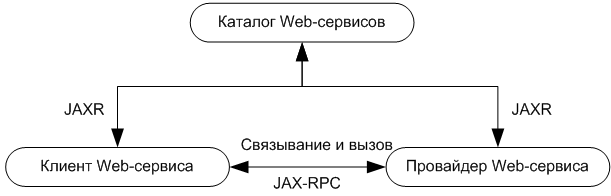 Каталог Web-сервисов
JAXR
JAXR
Связывание и вызов
Клиент Web-сервиса
Провайдер Web-сервиса
JAX-RPC